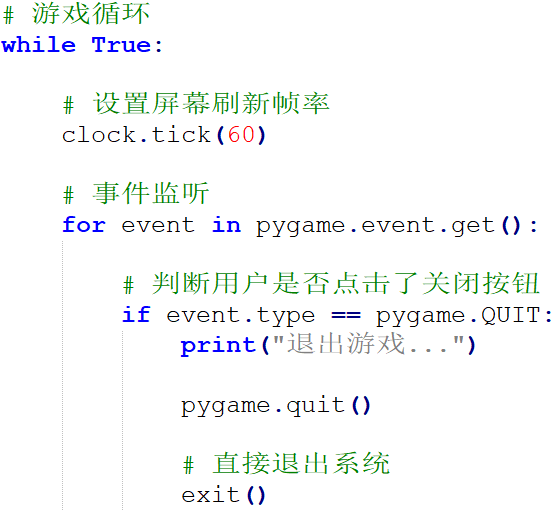 # 游戏循环
while True:
# 设置屏幕刷新帧率
clock.tick(60)
# 事件监听
for event in pygame.event.get():
# 判断用户是否点击了关闭按钮
if event.type == pygame.QUIT:
print("退出游戏...")
pygame.quit()
# 直接退出系统
exit()